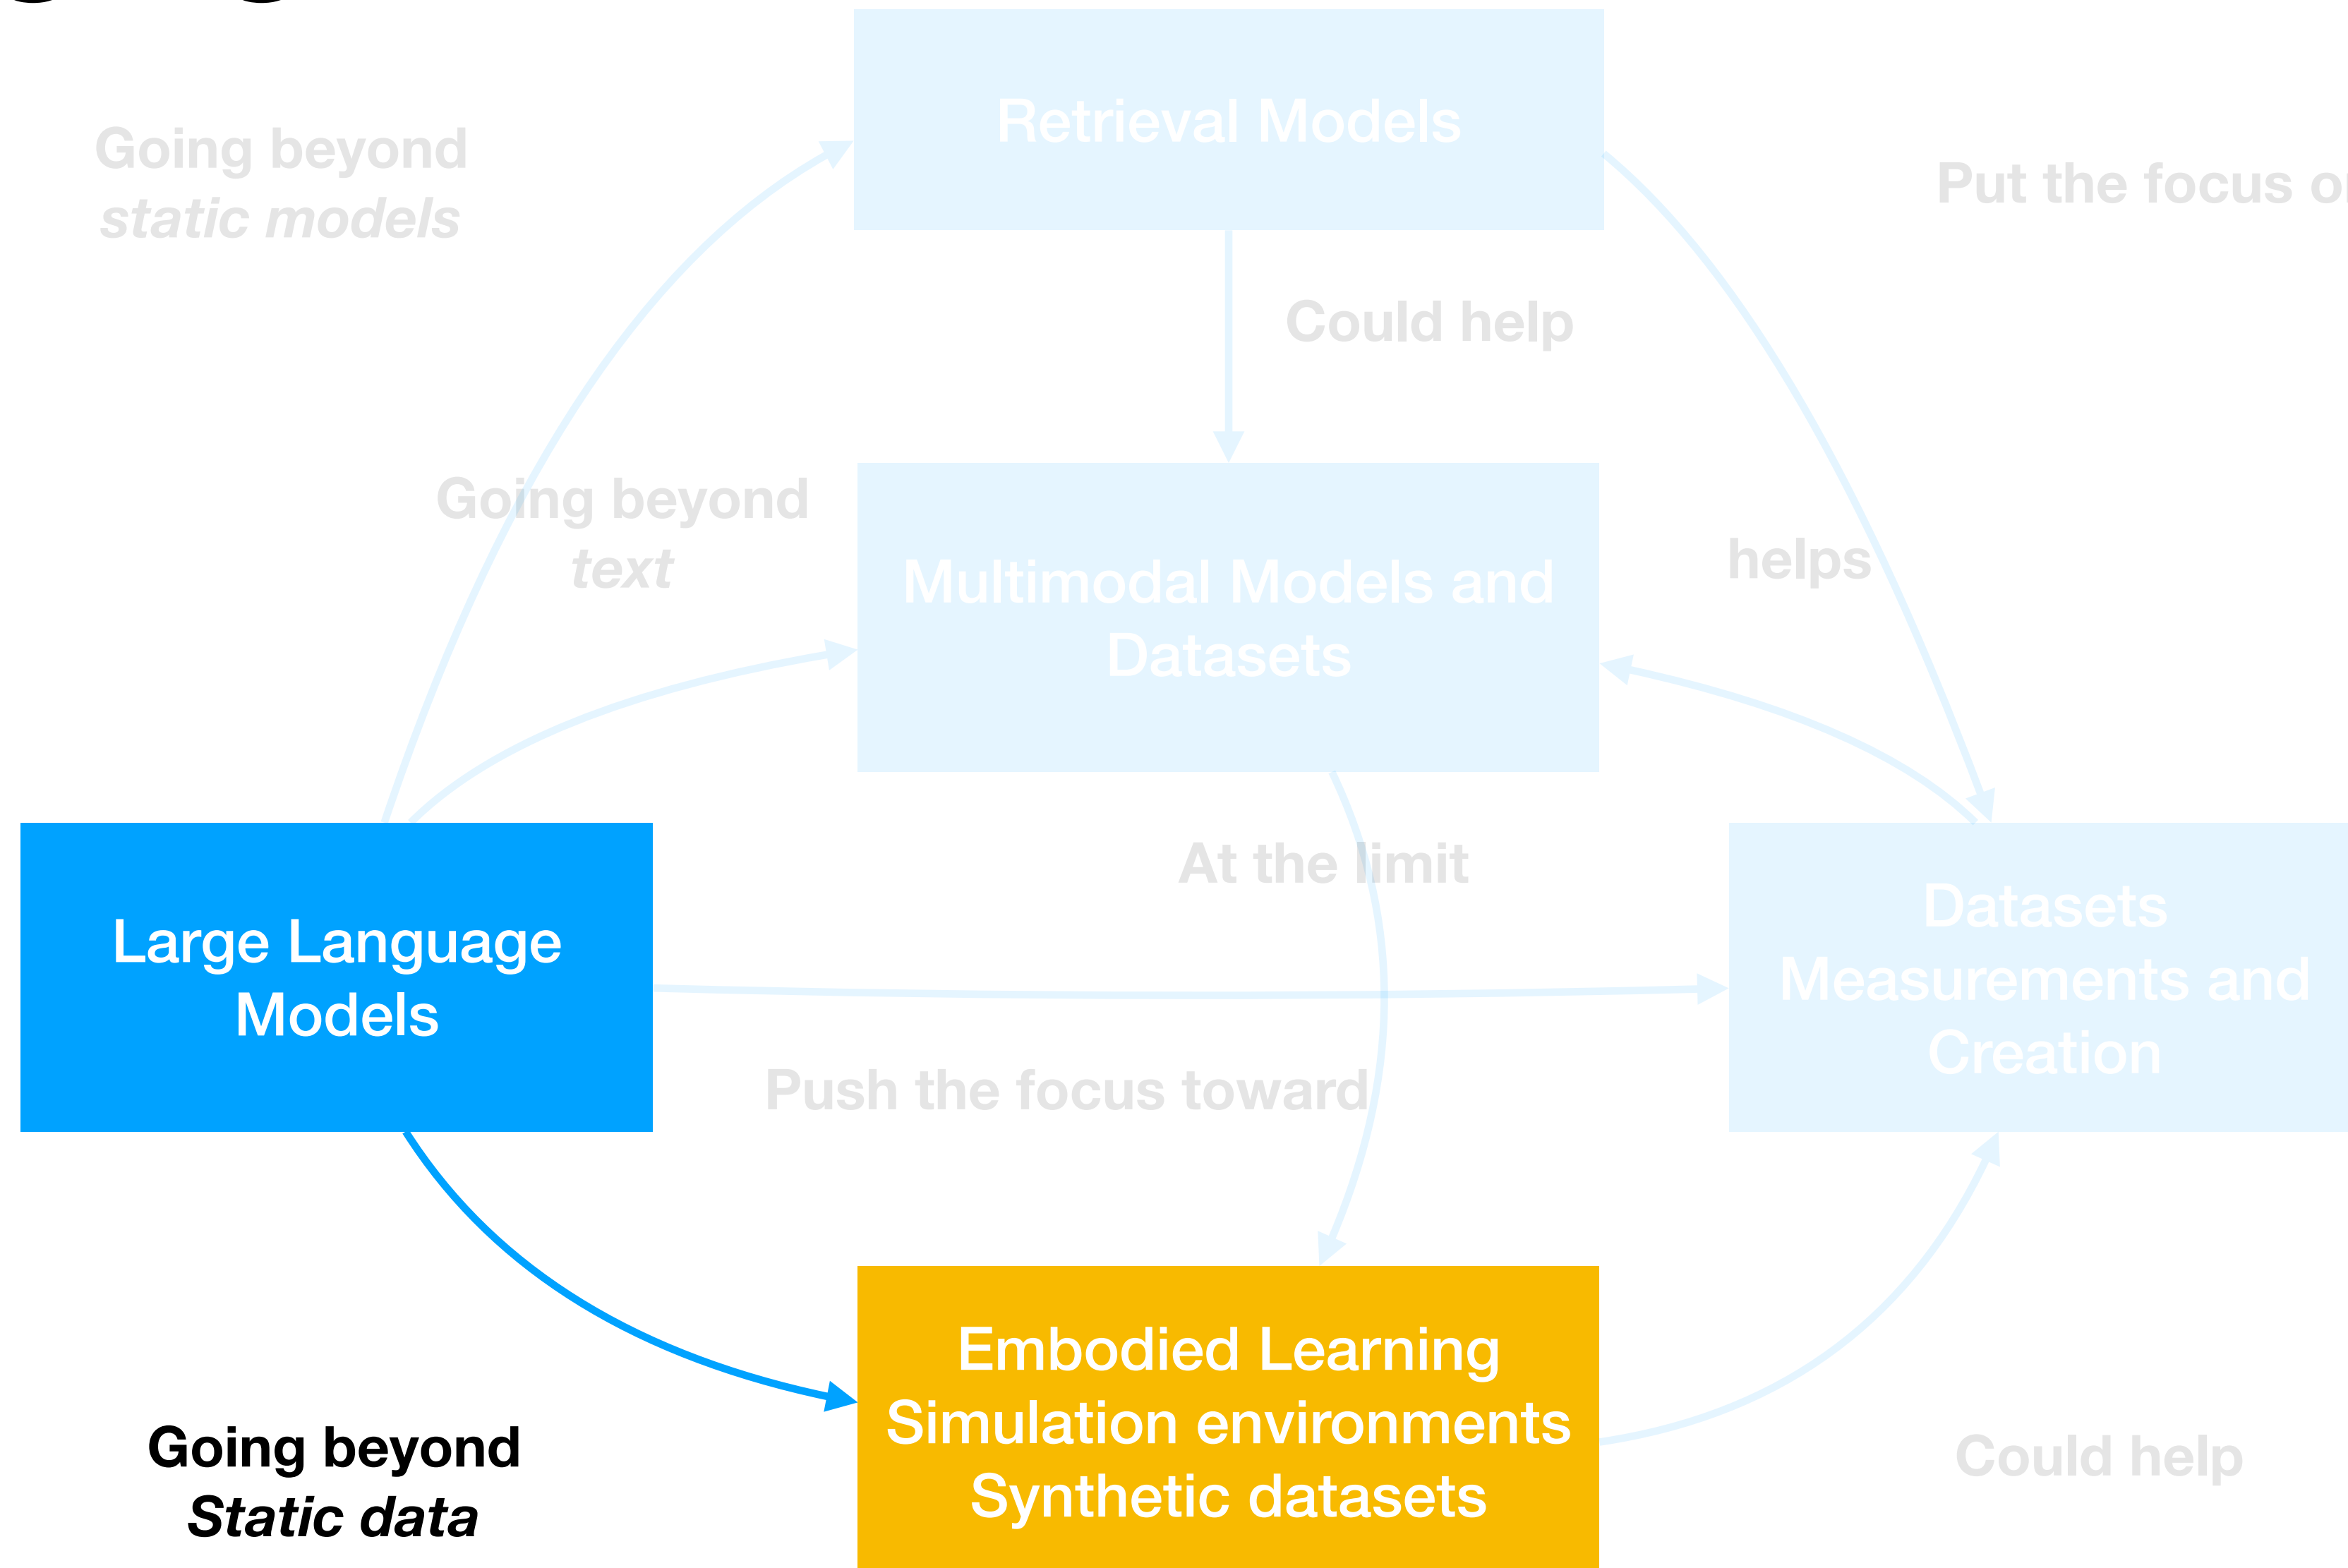 Going beyond
static models
Retrieval Models
Put the focus
Could help
Going beyond
text
Multimodal Models and
Datasets
helps
At the limit
Large Language
Models
Datasets
Measurements and
Creation
Push the focus toward
Embodied Learning
Simulation environments
Synthetic datasets
Going beyond
Static data
Could help